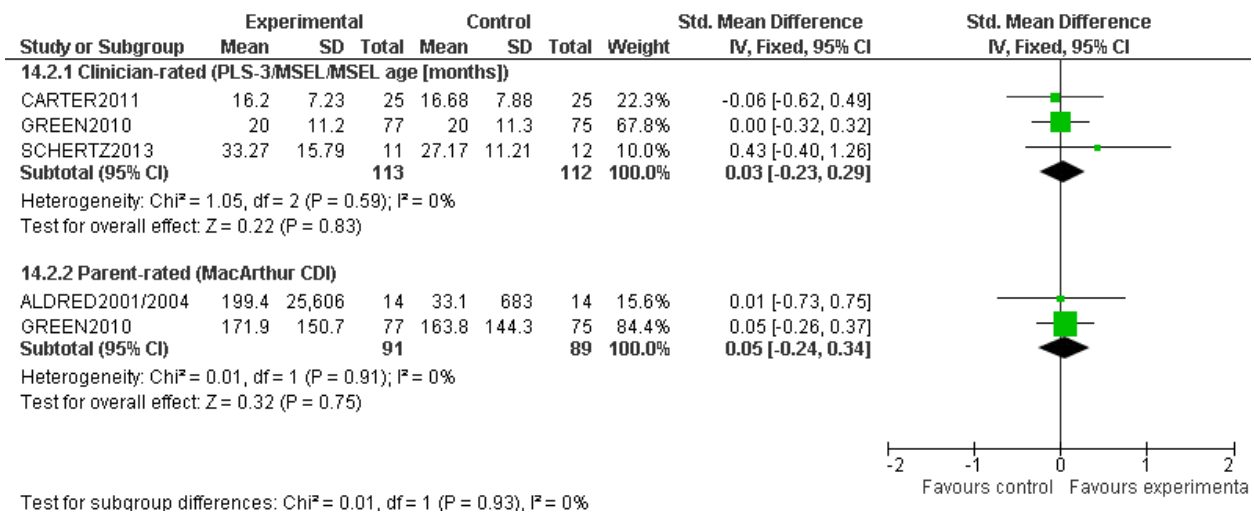 Experimental Control Std. Mean Difference Std. Mean Difference
Study or Subgroup Mean SD Total Mean SD Total Weight IV, Fixed, 95% CI IV, Fixed, 95% CI
14.2.1 Clinician-rated (PLS-3/MSEL/MSEL age [months])
CARTER2011 16.2 7.23 25 16.68 7.88 25 22.3% -0.06 [-0.62, 0.49]
GREEN2010 20 11.2 77 20 11.3 75 67.8% 0.00 [-0.32, 0.32]
SCHERTZ2013 33.27 15.79 11 27.17 11.21 12 10.0% 0.43 [-0.40, 1.26]
Subtotal (95% CI) 113 112 100.0% 0.03 [-0.23, 0.29]
Heterogeneity: Chi² = 1.05, df = 2 (P = 0.59); I² = 0%
Test for overall effect: Z = 0.22 (P = 0.83)
14.2.2 Parent-rated (MacArthur CDI)
ALDRED2001/2004 199.4 25,606 14 33.1 683 14 15.6% 0.01 [-0.73, 0.75]
GREEN2010 171.9 150.7 77 163.8 144.3 75 84.4% 0.05 [-0.26, 0.37]
Subtotal (95% CI) 91 89 100.0% 0.05 [-0.24, 0.34]
Heterogeneity: Chi² = 0.01, df = 1 (P = 0.91); I² = 0%
Test for overall effect: Z = 0.32 (P = 0.75)
-2 -1 0 1 2
Favours control Favours experimenta
Test for subgroup differences: Chi² = 0.01, df = 1 (P = 0.93), I² = 0%